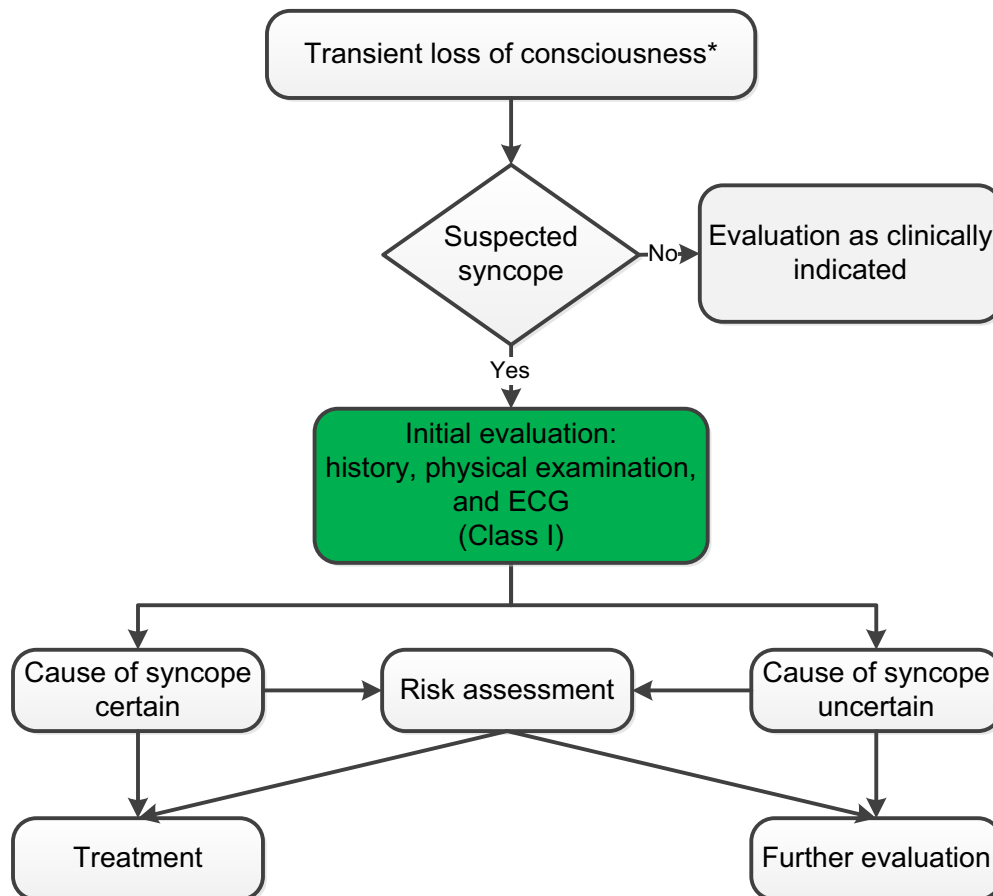 Transient loss of consciousness*
Suspected
syncope
No
Evaluation as clinically
indicated
Yes
Initial evaluation:
history, physical examination,
and ECG
(Class I)
Cause of syncope
certain
Risk assessment
Cause of syncope
uncertain
Treatment
Further evaluation